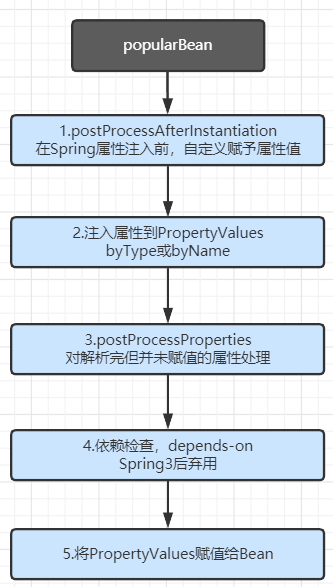 popularBean
1.postProcessAfterInstantiation
在Spring属性注入前，自定义赋予属性值
2.注入属性到PropertyValues
byType或byName
3.postProcessProperties
对解析完但并未赋值的属性处理
4.依赖检查，depends-on
Spring3后弃用
5.将PropertyValues赋值给Bean